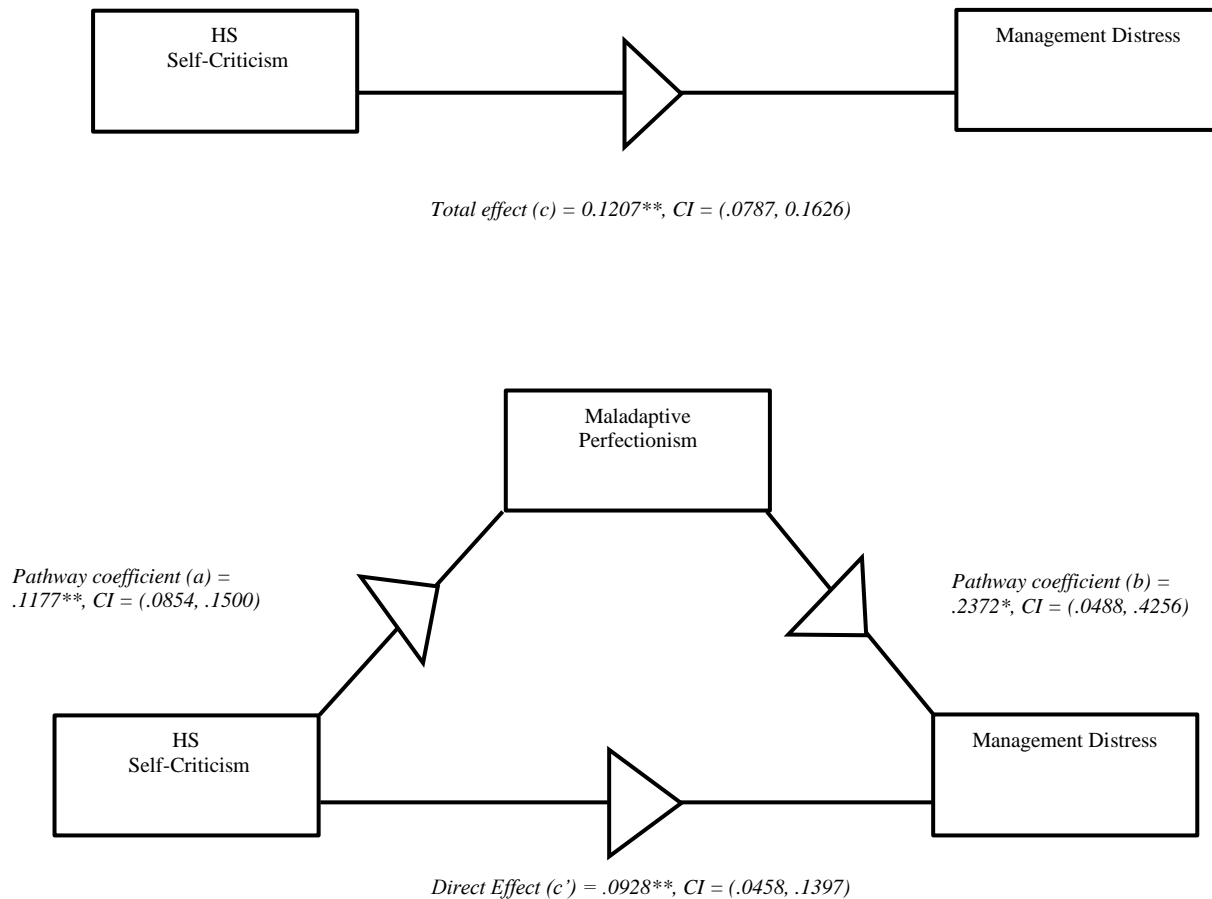 HS
Self-Criticism
Management Distress
Total effect (c) = 0.1207**, CI = (.0787, 0.1626)
Maladaptive
Perfectionism
Pathway coefficient (a) =
.1177**, CI = (.0854, .1500)
Pathway coefficient (b) =
.2372*, CI = (.0488, .4256)
HS
Self-Criticism
Management Distress
Direct Effect (c’) = .0928**, CI = (.0458, .1397)